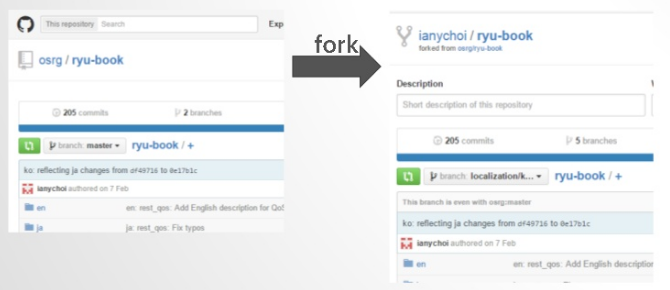 This repository Search Exp
osrg / ryu-book
205 commits 2 branches
branch: master ryu-book / +
ko: reflecting ja changes from df49716 to 0e17b1c
ianychoi authored on 7 Feb
en en: rest_qos: Add English description for QoS
ja ja: rest_qos: Fix typos
fork
ianychoi / ryu-book
forked from osrg/ryu-book
Description
Short description of this repository
205 commits 5 branches
branch: localization/k... ryu-book / +
This branch is even with osrg:master
ko: reflecting ja changes from df49716 to 0e17b1c
ianychoi authored on 7 Feb
en en: rest_qos: Add English description